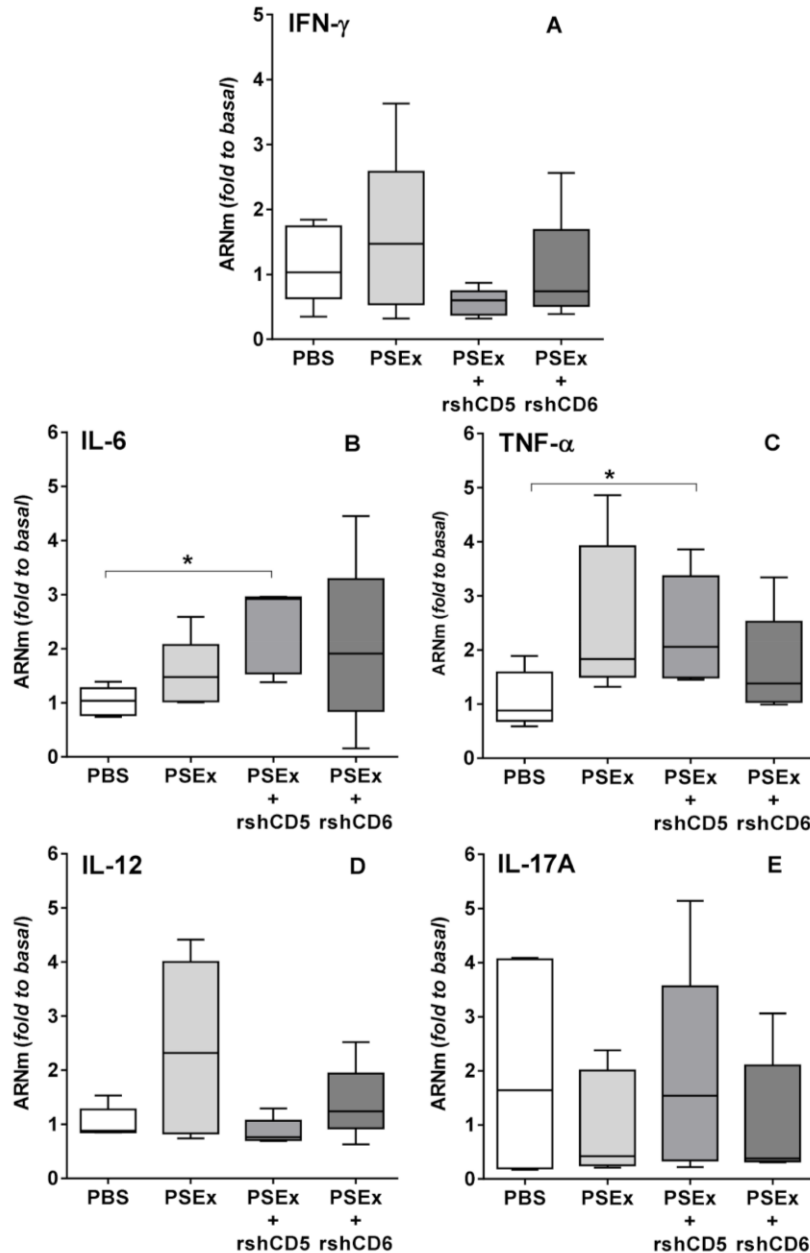 IFN-γ
A
ARNm (fold to basal)
5
4
3
2
1
0
PBS
PSEx
PSEx
+
rshCD5
PSEx
+
rshCD6
IL-6
B
ARNm (fold to basal)
6
5
4
3
2
1
0
*
PBS
PSEx
PSEx
+
rshCD5
PSEx
+
rshCD6
TNF-α
C
ARNm (fold to basal)
6
5
4
3
2
1
0
*
PBS
PSEx
PSEx
+
rshCD5
PSEx
+
rshCD6
IL-12
D
ARNm (fold to basal)
6
5
4
3
2
1
0
PBS
PSEx
PSEx
+
rshCD5
PSEx
+
rshCD6
IL-17A
E
ARNm (fold to basal)
6
5
4
3
2
1
0
PBS
PSEx
PSEx
+
rshCD5
PSEx
+
rshCD6